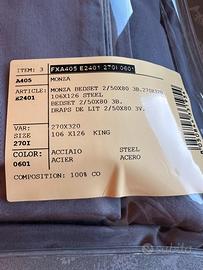 ITEM: 3 FXA405 E2401 270I 0601
A405 MONZA
ARTICLE: MONZA BEDSET 2/50X80 3B.270X320
E2401 106X126 STEEL
BEDSET 2/50X80 3B.
DRAPS DE LIT 2/50X80 3V.
VAR: 270X320
SIZE 106 X126 KING
270I
COLOR: ACCIAIO STEEL
0601 ACIER ACERO
COMPOSITION: 100% CO
subito